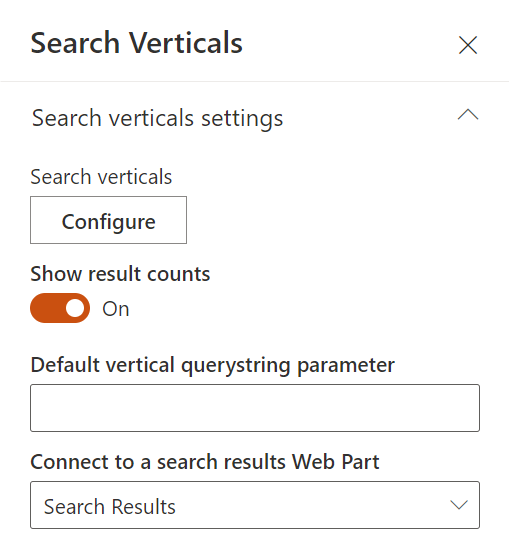 Search Verticals
Search verticals settings
Search verticals
Configure
Show result counts
On
Default vertical querystring parameter
Connect to a search results Web Part
Search Results